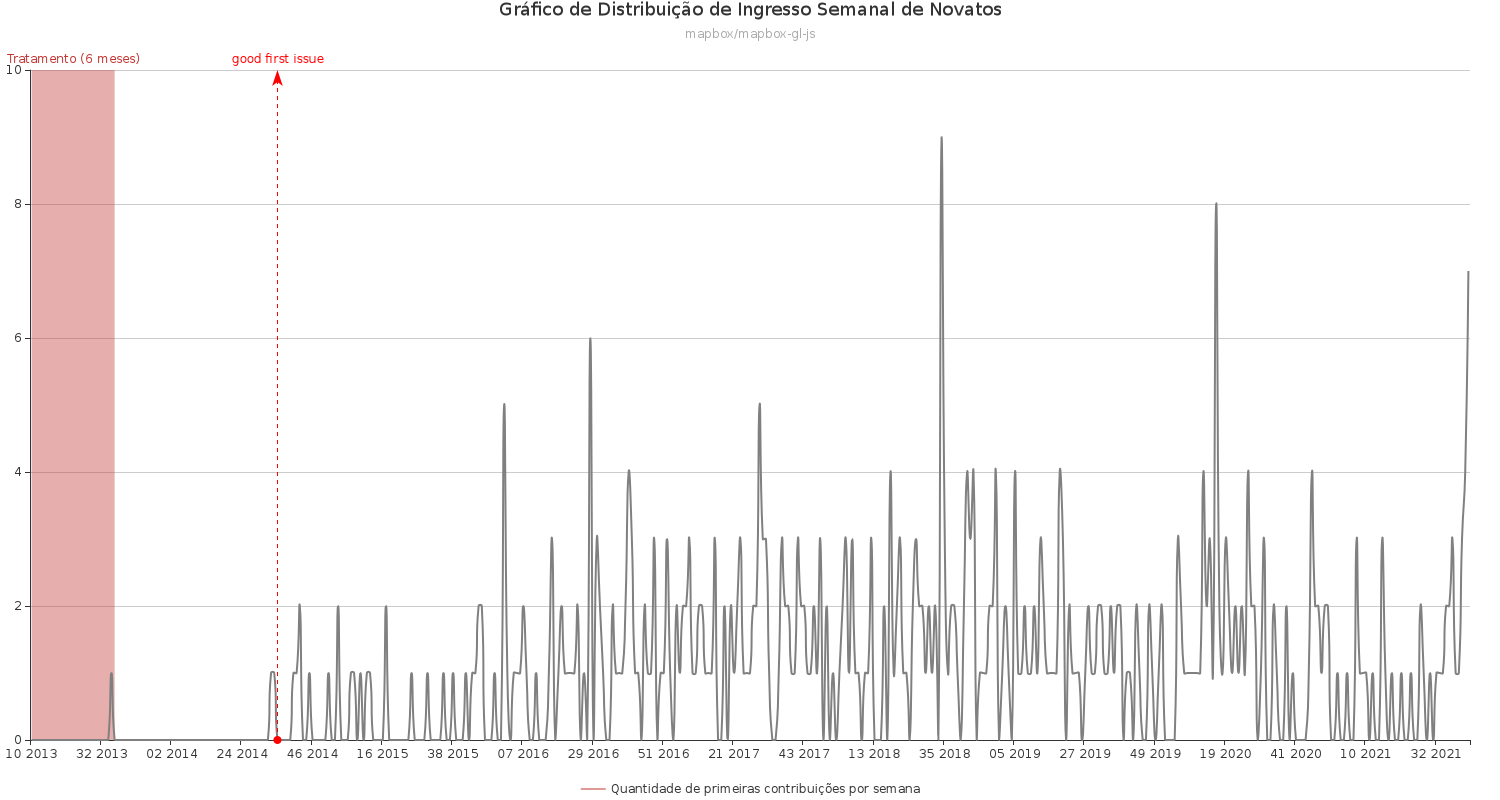 Gráfico de Distribuição de Ingresso Semanal de Novatos
mapbox/mapbox-gl-js
Tratamento (6 meses)
good first issue
10
8
6
4
2
0
10 2013 32 2013 02 2014 24 2014 46 2014 16 2015 38 2015 07 2016 29 2016 51 2016 21 2017 43 2017 13 2018 35 2018 05 2019 27 2019 49 2019 19 2020 41 2020 10 2021 32 2021
Quantidade de primeiras contribuições por semana